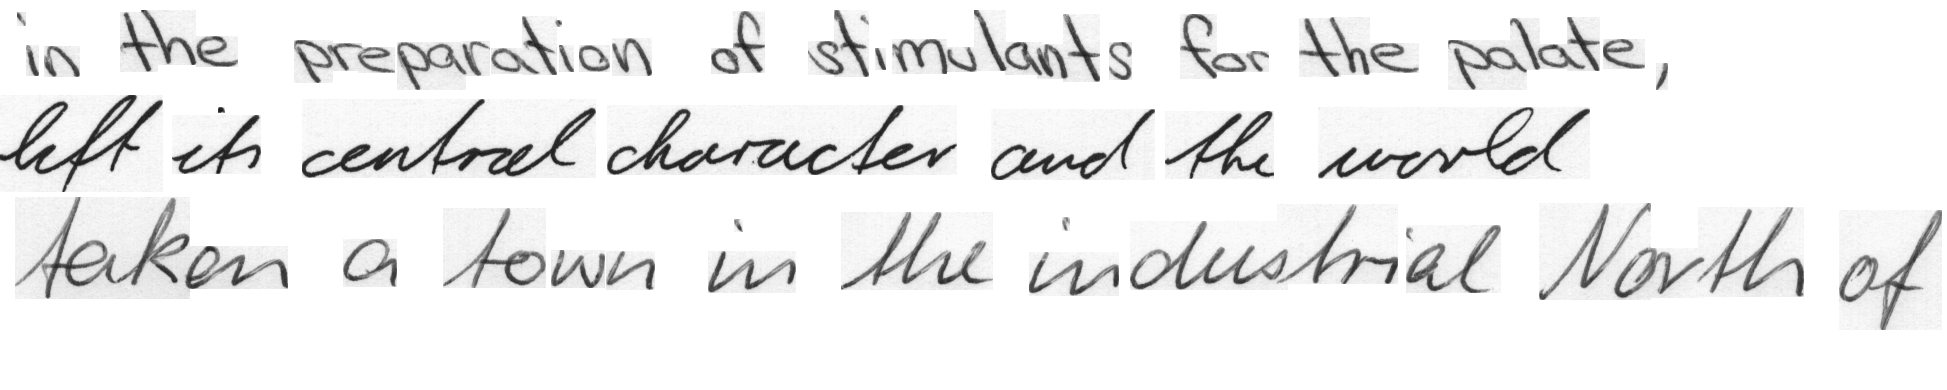 in the preparation of stimulants for the palate,
left its central character and the world
taken a town in the industrial North of